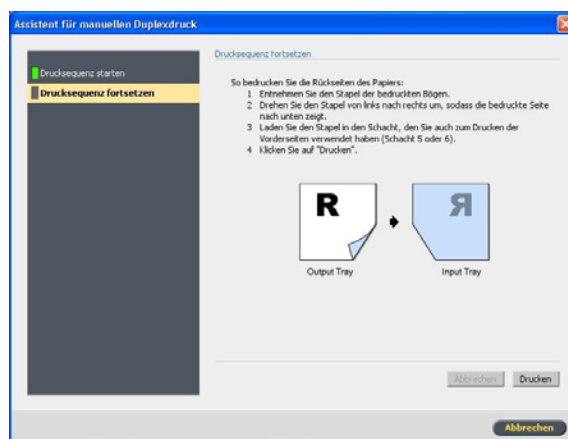 Assistent für manuellen Duplexdruck
Drucksequenz starten
Drucksequenz fortsetzen
Drucksequenz fortsetzen
So bedrucken Sie die Rückseiten des Papiers:
1 Entnehmen Sie den Stapel der bedruckten Bögen.
2 Drehen Sie den Stapel von links nach rechts um, sodass die bedruckte Seite
nach unten zeigt.
3 Laden Sie den Stapel in den Schacht, den Sie auch zum Drucken der
Vorderseiten verwendet haben (Schacht 5 oder 6).
4 Klicken Sie auf "Drucken".
R R
Output Tray Input Tray
Abbrechen Drucken
Abbrechen